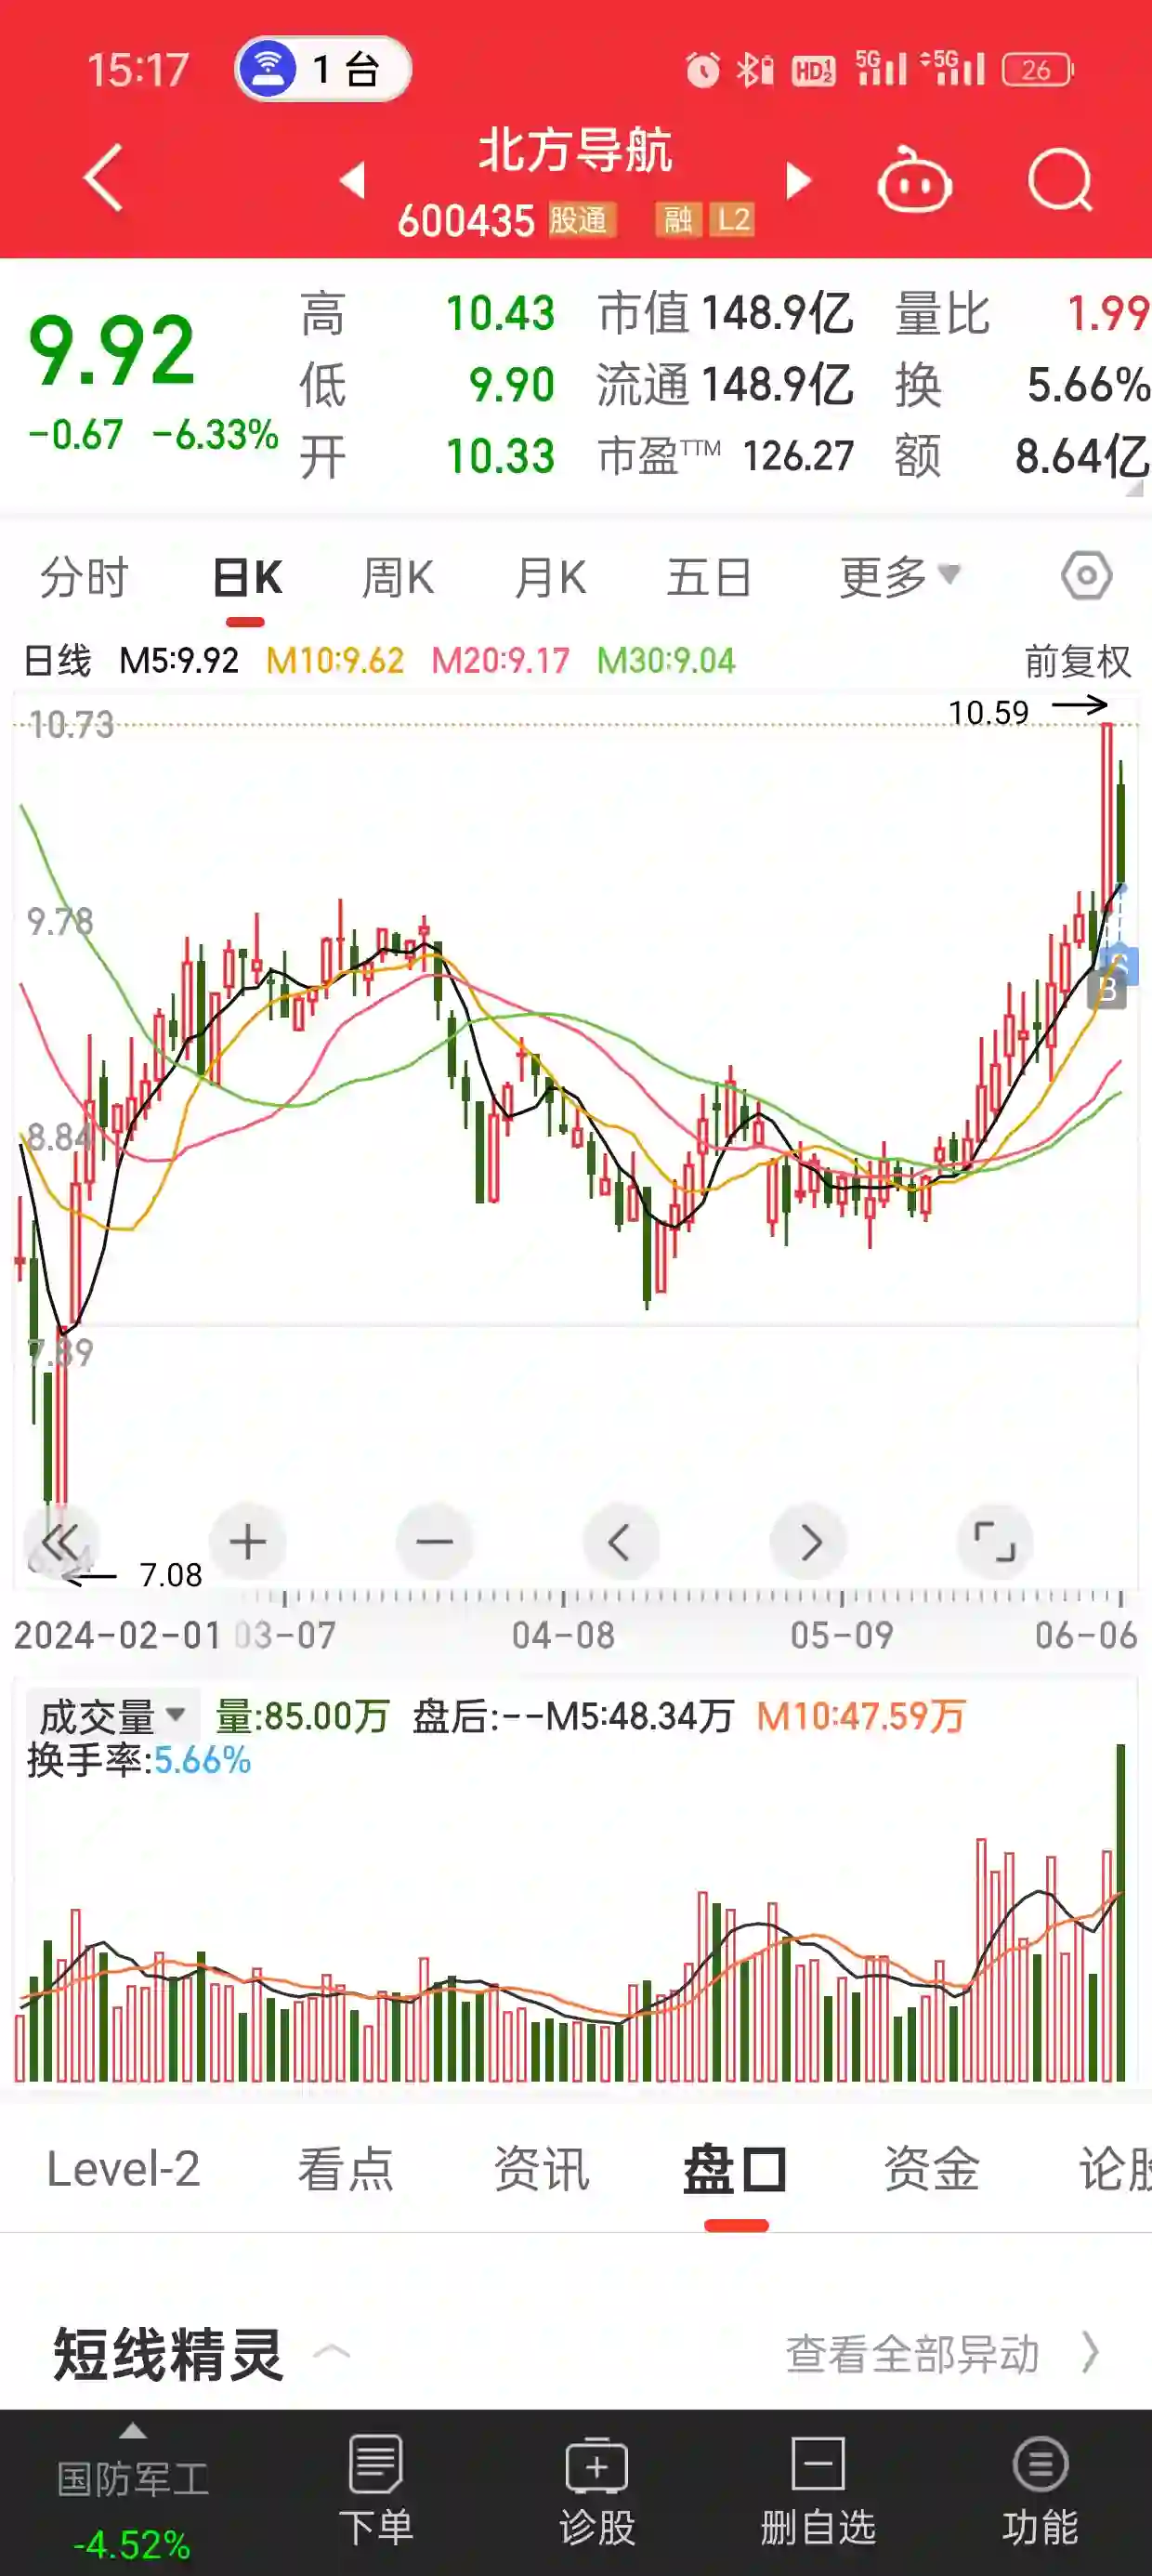 15:17 1 台 HD 1 2 5G 5G 26
北方导航
600435 股通 融 L2
9.92 高 10.43 市值 148.9亿 量比 1.99
低 9.90 流通 148.9亿 换 5.66%
-0.67 -6.33% 开 10.33 市盈TTM 126.27 额 8.64亿
分时 日K 周K 月K 五日 更多
日线 M5:9.92 M10:9.62 M20:9.17 M30:9.04 前复权
10.59
10.73
9.78
S
B
8.84
7.89
7.08
2024-02-01 03-07 04-08 05-09 06-06
成交量 量:85.00万 盘后:--M5:48.34万 M10:47.59万
换手率:5.66%
Level-2 看点 资讯 盘口 资金 论股
短线精灵 查看全部异动
国防军工 下单 诊股 删自选 功能
-4.52%